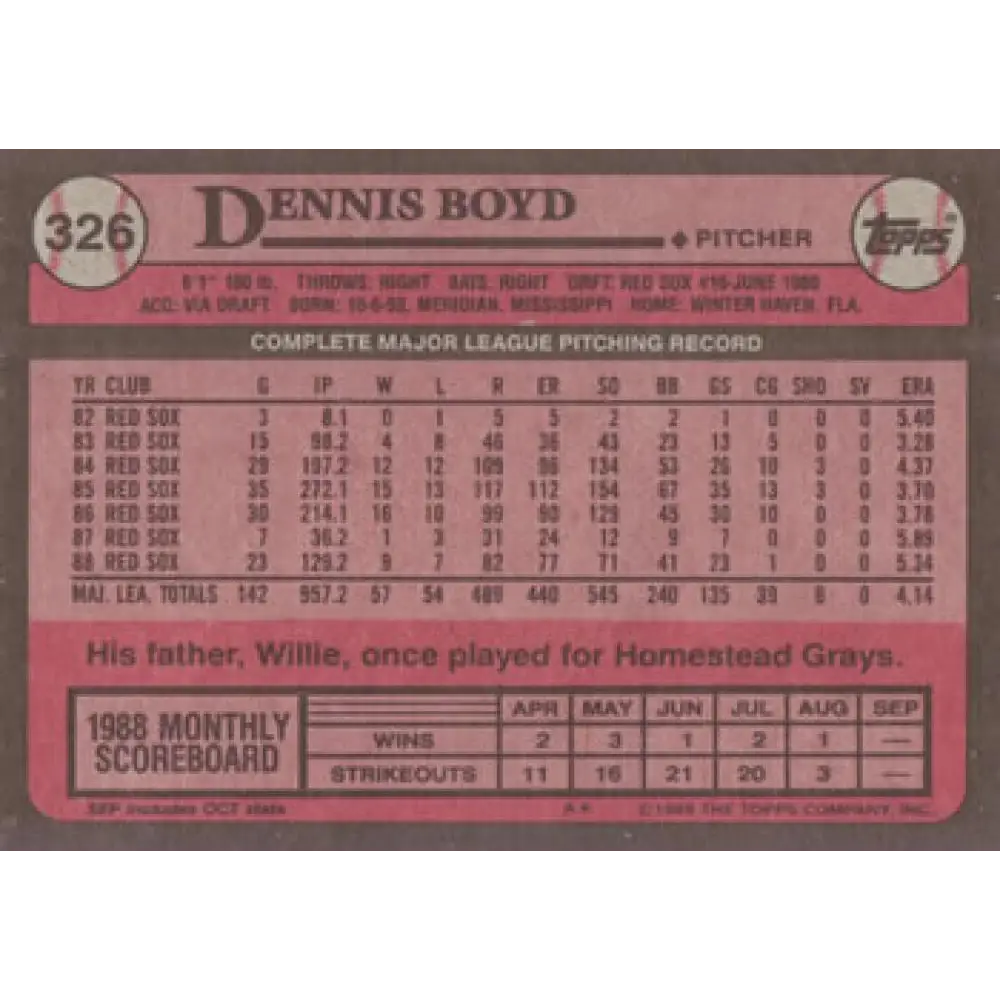 326
DENNIS BOYD
PITCHER
TOPPS®
6'1" 180 lb. THROWS: RIGHT BATS: RIGHT DRFT: RED SOX #16-JUNE 1980
ACQ: VIA DRAFT BORN: MERIDIAN, MISSISSIPPI HOME: WINTER HAVEN, FLA.
COMPLETE MAJOR LEAGUE PITCHING RECORD
YR CLUB G IP W L R ER SO BB GS CG SHO SV ERA
82 RED SOX 3 8.1 0 1 5 5 2 2 1 0 0 0 5.40
83 RED SOX 15 98.2 4 8 46 36 43 23 13 5 0 0 3.28
84 RED SOX 29 197.2 12 12 109 96 134 53 26 10 3 0 4.37
85 RED SOX 35 272.1 15 13 117 112 154 67 35 13 3 0 3.70
86 RED SOX 30 214.1 16 10 99 90 129 45 30 10 0 0 3.78
87 RED SOX 7 36.2 1 3 31 24 12 9 7 0 0 0 5.89
88 RED SOX 23 129.2 9 7 82 77 71 41 23 1 0 0 5.34
MAJ. LEA. TOTALS 142 957.2 57 54 489 440 545 240 135 39 6 0 4.14
His father, Willie, once played for Homestead Grays.
1988 MONTHLY
SCOREBOARD
APR MAY JUN JUL AUG SEP
WINS 2 3 1 2 1 —
STRIKEOUTS 11 16 21 20 3 —
SEP includes OCT stats
©1989 THE TOPPS COMPANY, INC.